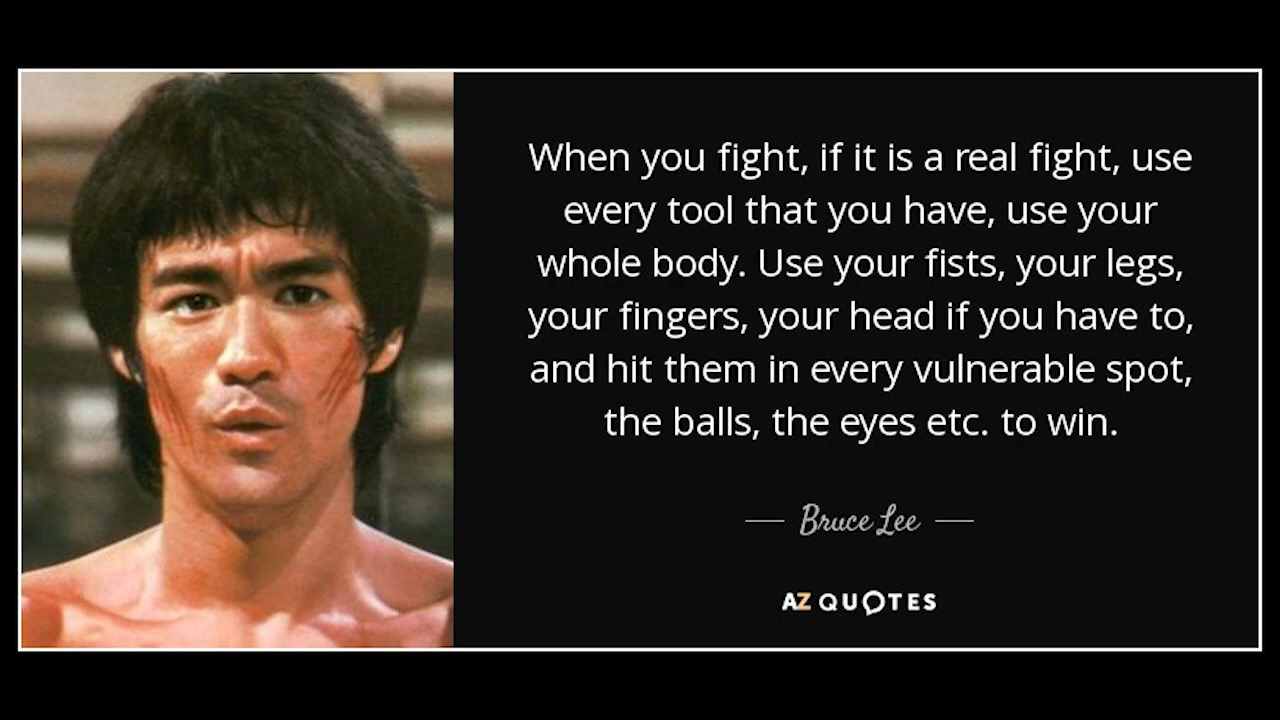 When you fight, if it is a real fight, use
every tool that you have, use your
whole body. Use your fists, your legs,
your fingers, your head if you have to,
and hit them in every vulnerable spot,
the balls, the eyes etc. to win.
Bruce Lee
AZ QUOTES